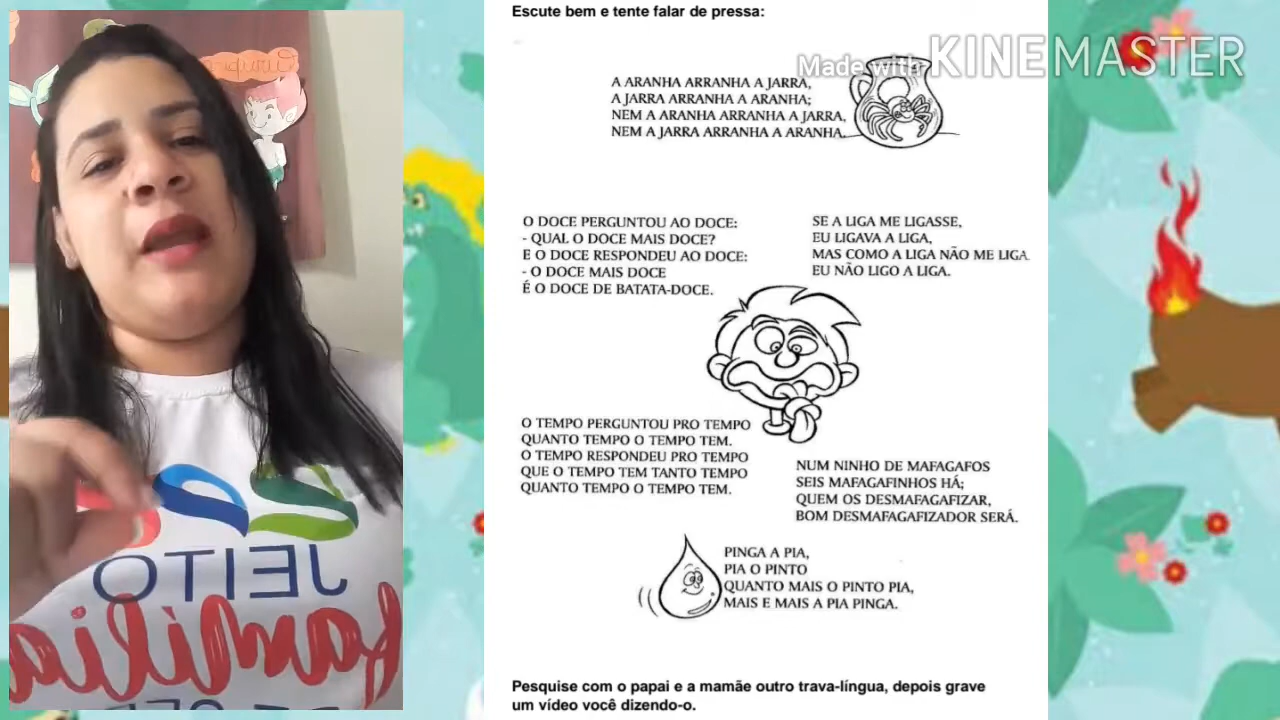 Escute bem e tente falar de pressa:
Made with KINEMASTER
A ARANHA ARRANHA A JARRA,
A JARRA ARRANHA A ARANHA;
NEM A ARANHA ARRANHA A JARRA,
NEM A JARRA ARRANHA A ARANHA.
O DOCE PERGUNTOU AO DOCE:
- QUAL O DOCE MAIS DOCE?
E O DOCE RESPONDEU AO DOCE:
- O DOCE MAIS DOCE
É O DOCE DE BATATA-DOCE.
SE A LIGA ME LIGASSE,
EU LIGAVA A LIGA,
MAS COMO A LIGA NÃO ME LIGA
EU NÃO LIGO A LIGA.
O TEMPO PERGUNTOU PRO TEMPO
QUANTO TEMPO O TEMPO TEM.
O TEMPO RESPONDEU PRO TEMPO
QUE O TEMPO TEM TANTO TEMPO
QUANTO TEMPO O TEMPO TEM.
NUM NINHO DE MAFAGAFOS
SEIS MAFAGAFINHOS HÁ;
QUEM OS DESMAFAGAFIZAR,
BOM DESMAFAGAFIZADOR SERÁ.
PINGA A PIA,
PIA O PINTO
QUANTO MAIS O PINTO PIA,
MAIS E MAIS A PIA PINGA.
Pesquise com o papai e a mamãe outro trava-língua, depois grave
um vídeo você dizendo-o.
JEITO
família